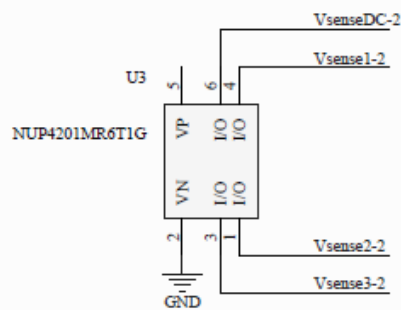 VsenseDC-2
Vsense1-2
U3
5
6
4
NUP4201MR6T1G
VP
I/O
I/O
VN
I/O
I/O
2
3
1
Vsense2-2
Vsense3-2
GND